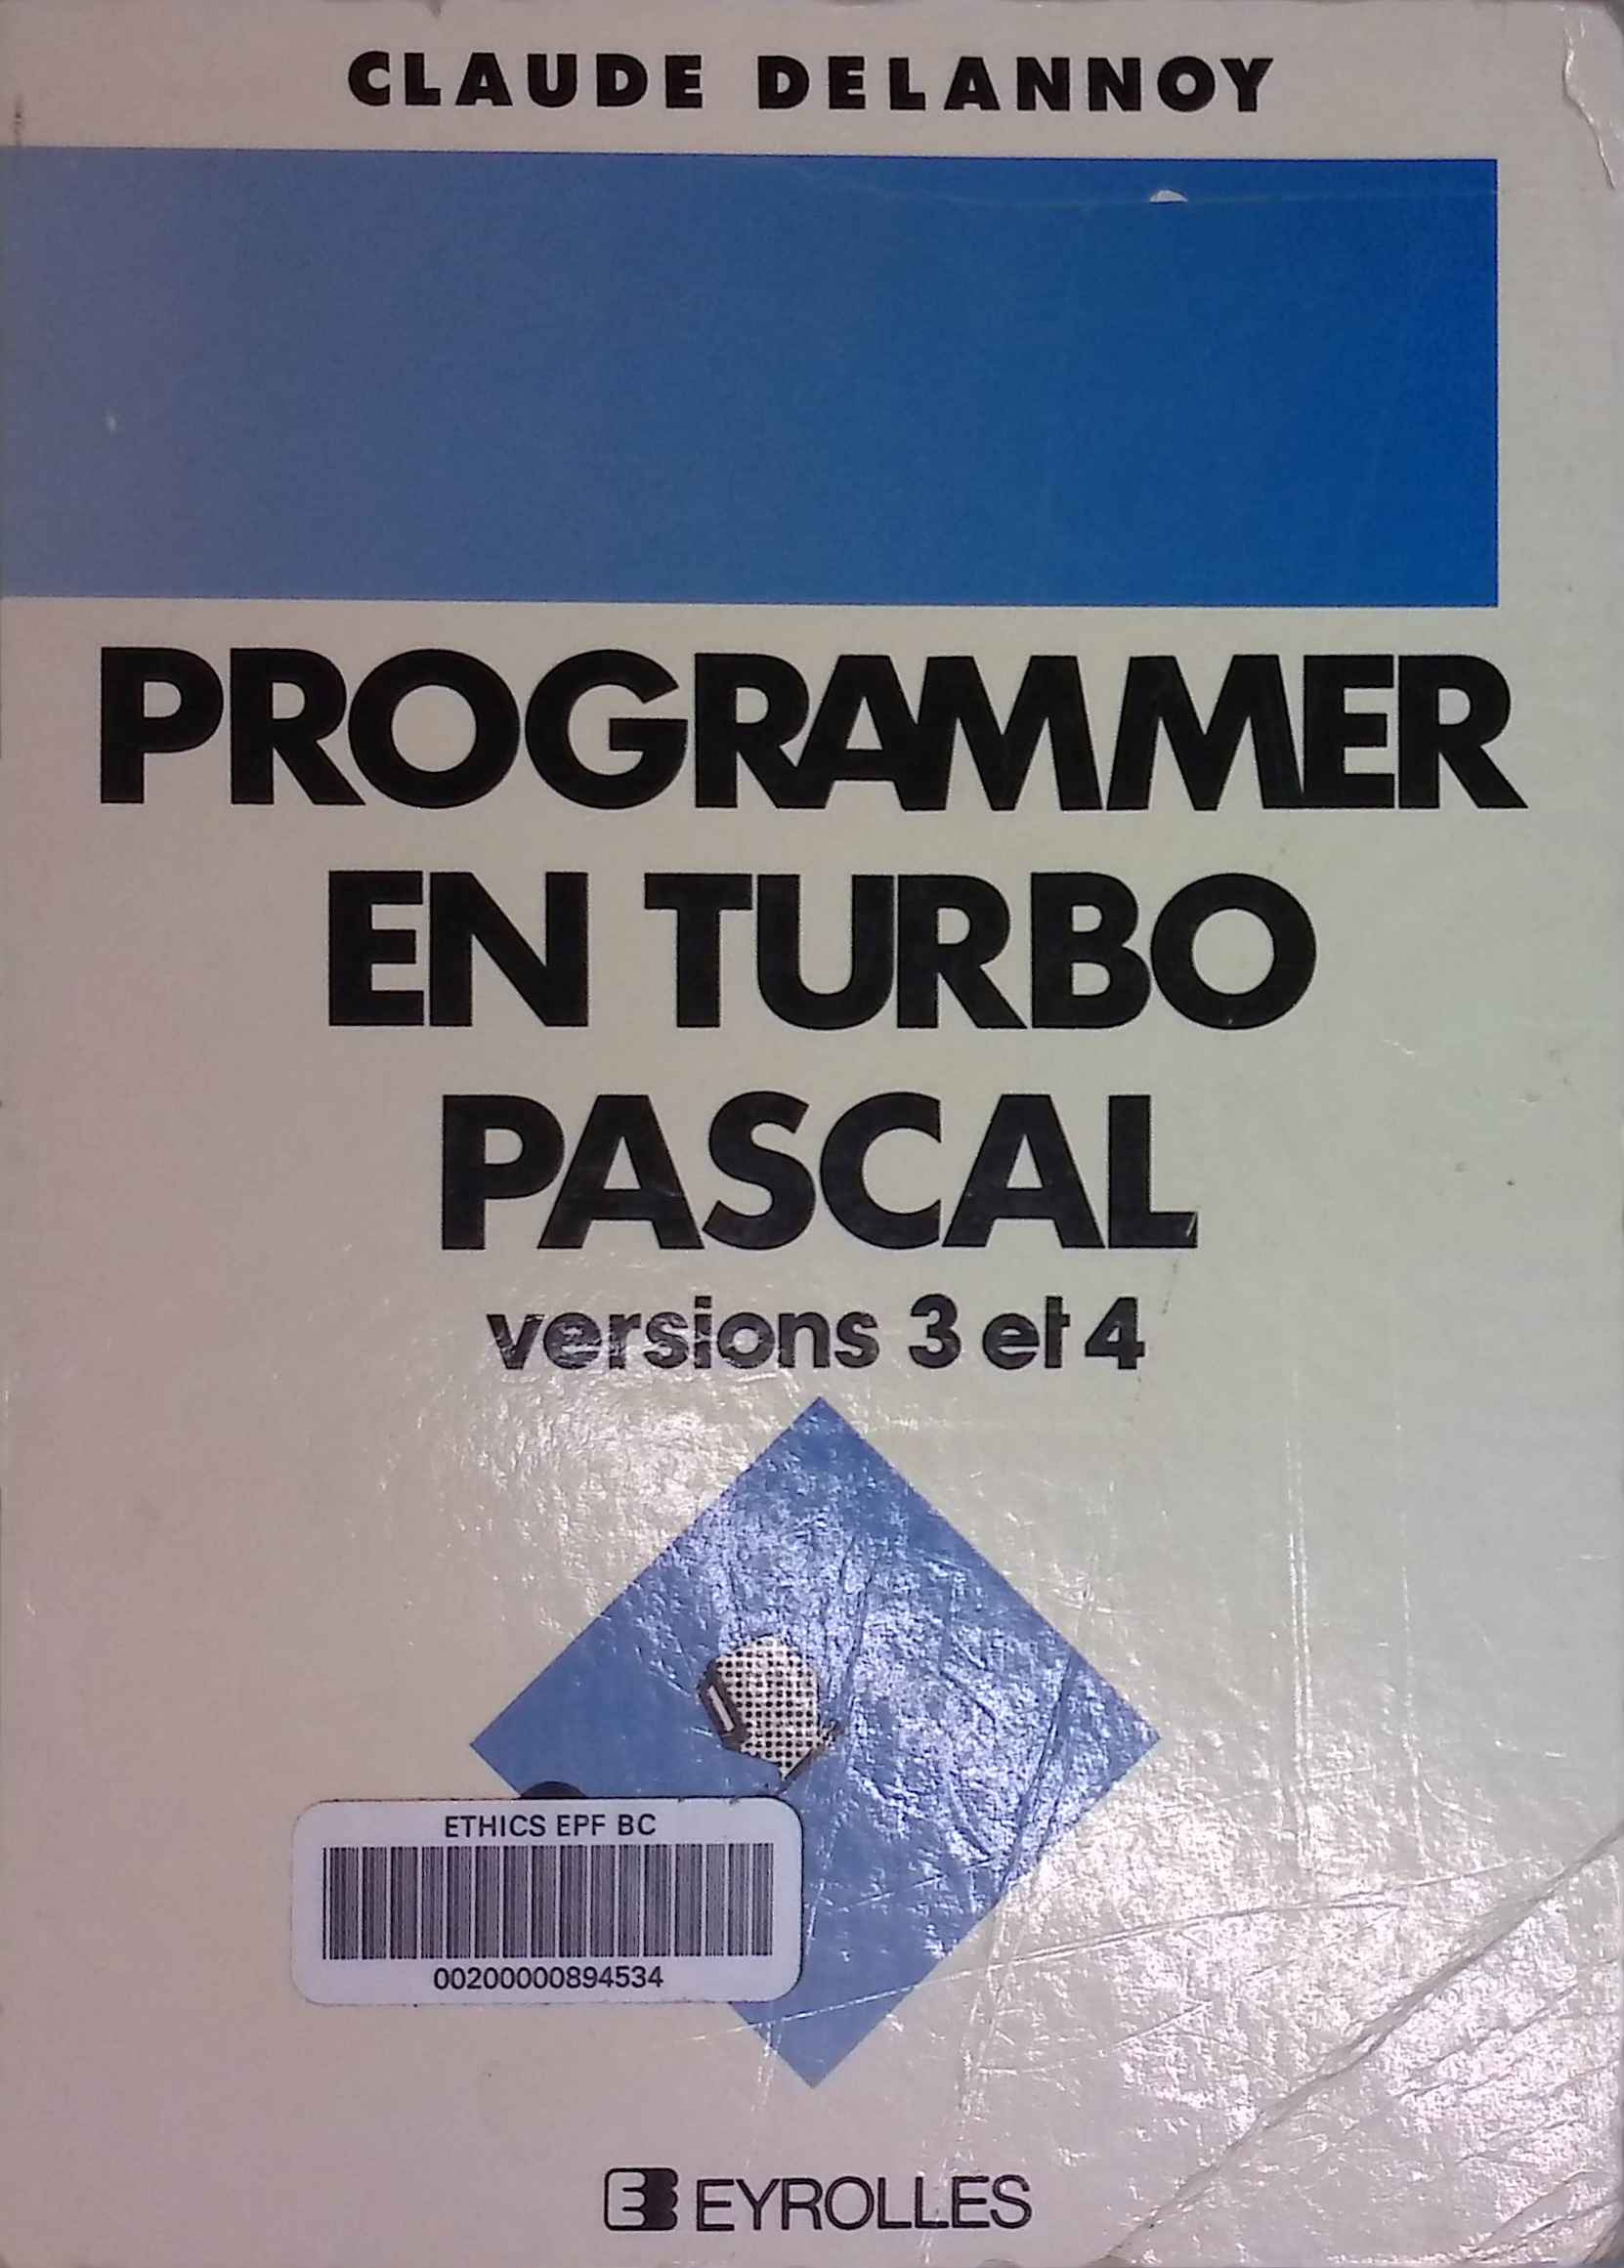 CLAUDE DELANNOY
PROGRAMMER
EN TURBO
PASCAL
versions 3 et 4
ETHICS EPF BC
00200000894534
EYROLLES